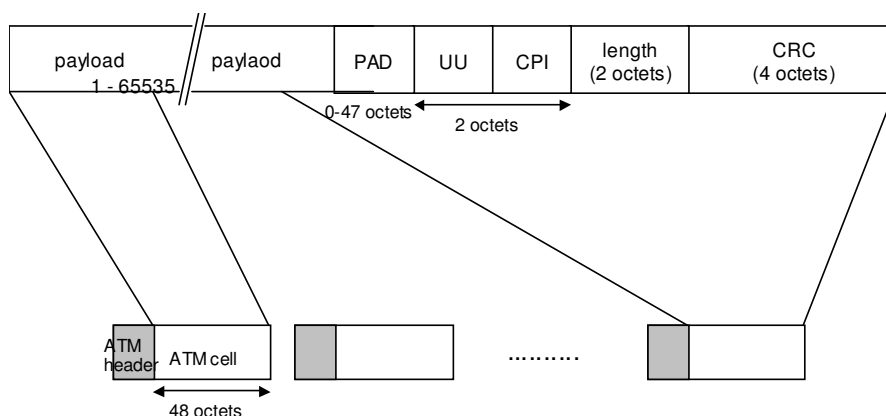 payload
1 - 65535
paylaod
PAD
UU
CPI
length
(2 octets)
CRC
(4 octets)
0-47 octets
2 octets
ATM
header
ATM cell
..........
48 octets